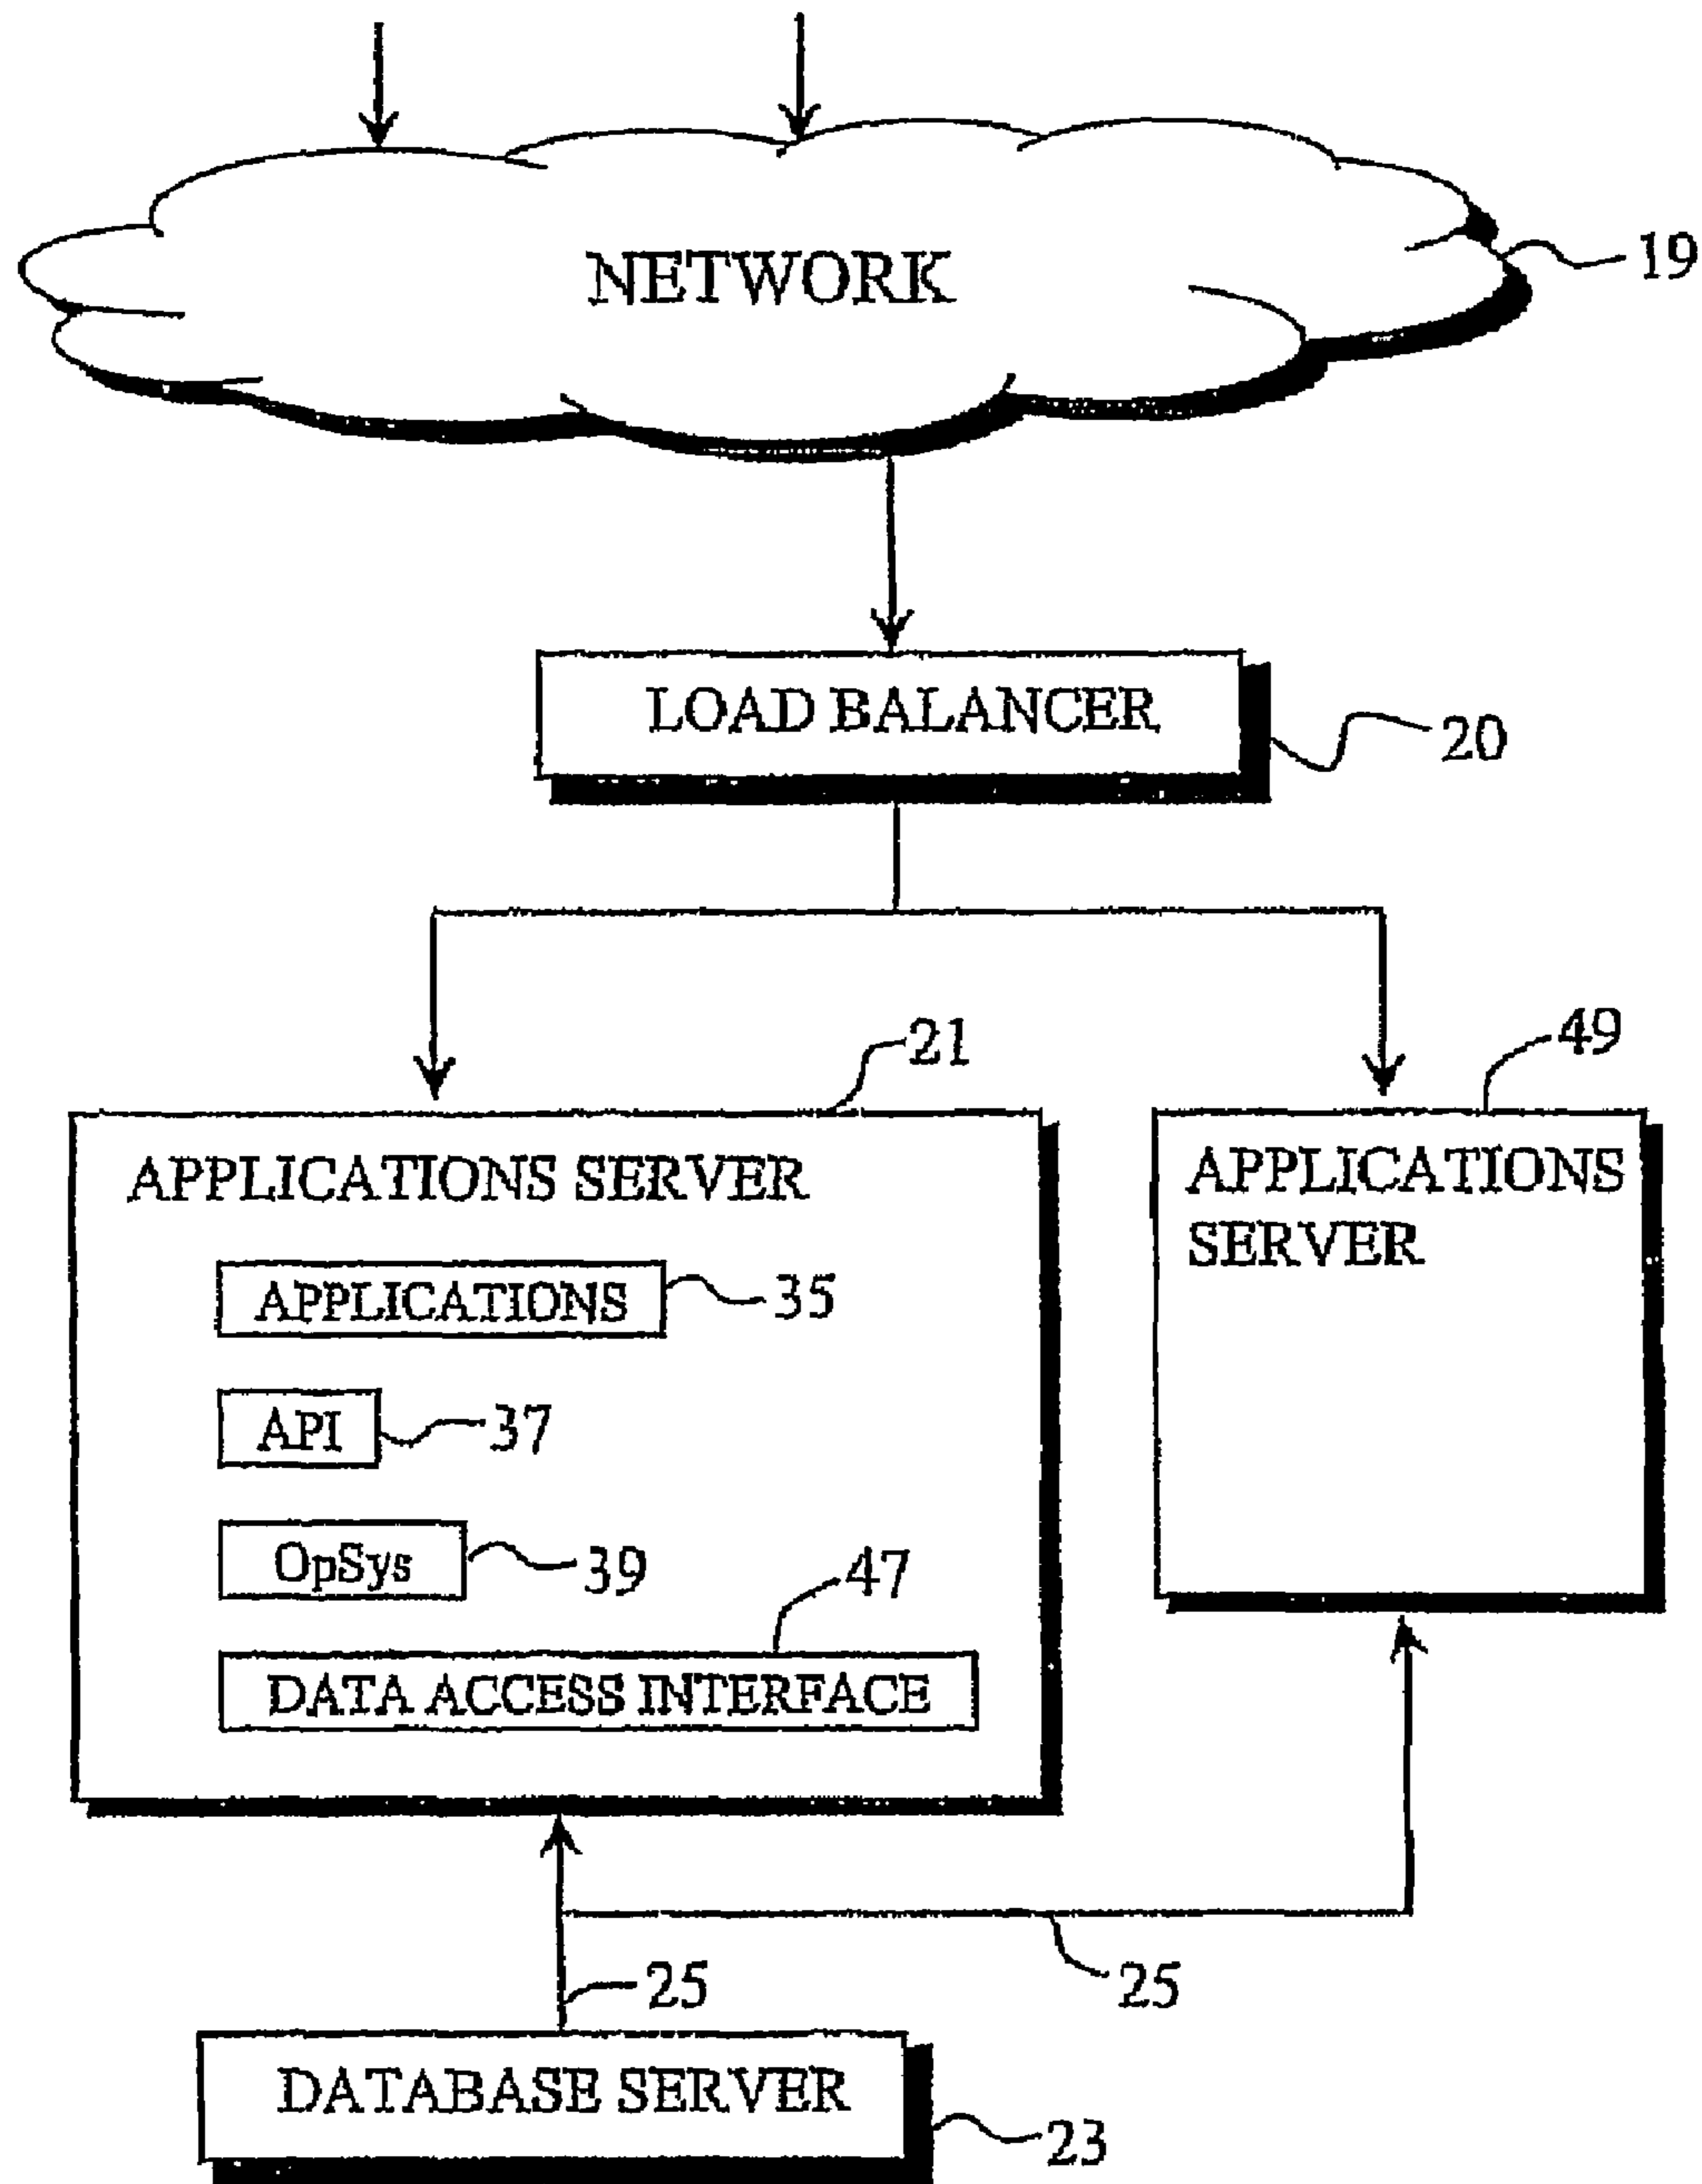 NETWORK
19
LOAD BALANCER
20
21
49
APPLICATIONS SERVER
APPLICATIONS
SERVER
APPLICATIONS
35
API
37
OpSys
39
47
DATA ACCESS INTERFACE
25
25
DATABASE SERVER
23